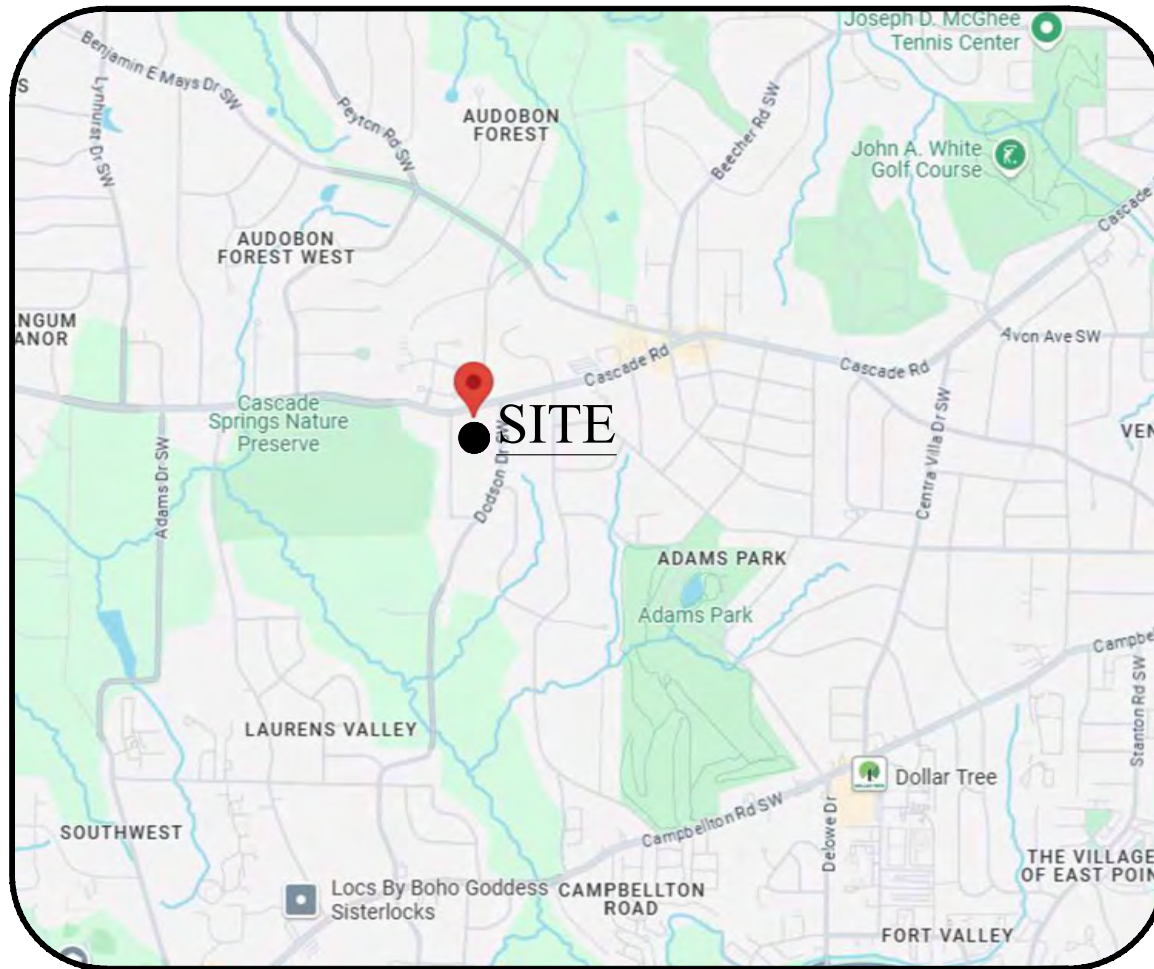 Joseph D. McGhee
Tennis Center
Benjamin E Mays Dr SW
S
Lynhurst Dr SW
Peyton Rd SW
AUDOBON
FOREST
Beecher Rd SW
John A. White
Golf Course
Cascade
AUDOBON
FOREST WEST
NGUM
ANOR
Avon Ave SW
Cascade Rd
Cascade Rd
Cascade
Springs Nature
Preserve
SITE
Dodson Dr SW
Adams Dr SW
Centra Villa Dr SW
VEN
ADAMS PARK
Adams Park
Campbel
LAURENS VALLEY
Stanton Rd SW
Dollar Tree
DOLLAR TREE
SOUTHWEST
Campbellton Rd SW
Delowe Dr
THE VILLAGE
OF EAST POIN
Locs By Boho Goddess
Sisterlocks
CAMPBELLTON
ROAD
FORT VALLEY